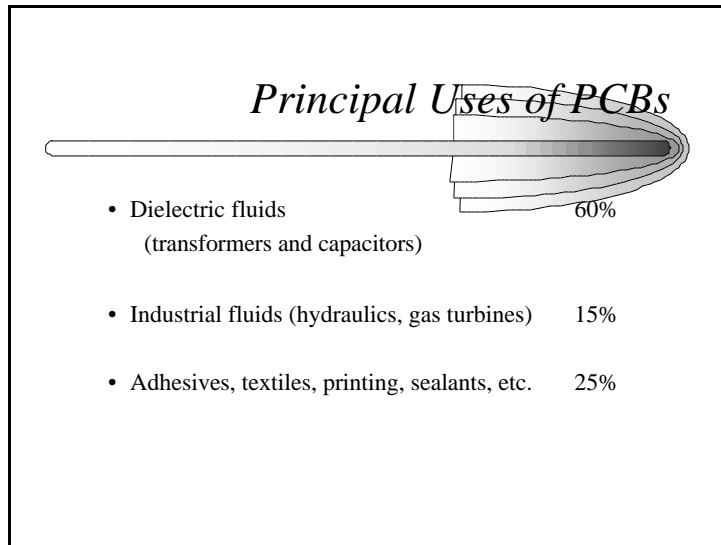 Principal Uses of PCBs
• Dielectric fluids 60%
(transformers and capacitors)
• Industrial fluids (hydraulics, gas turbines) 15%
• Adhesives, textiles, printing, sealants, etc. 25%